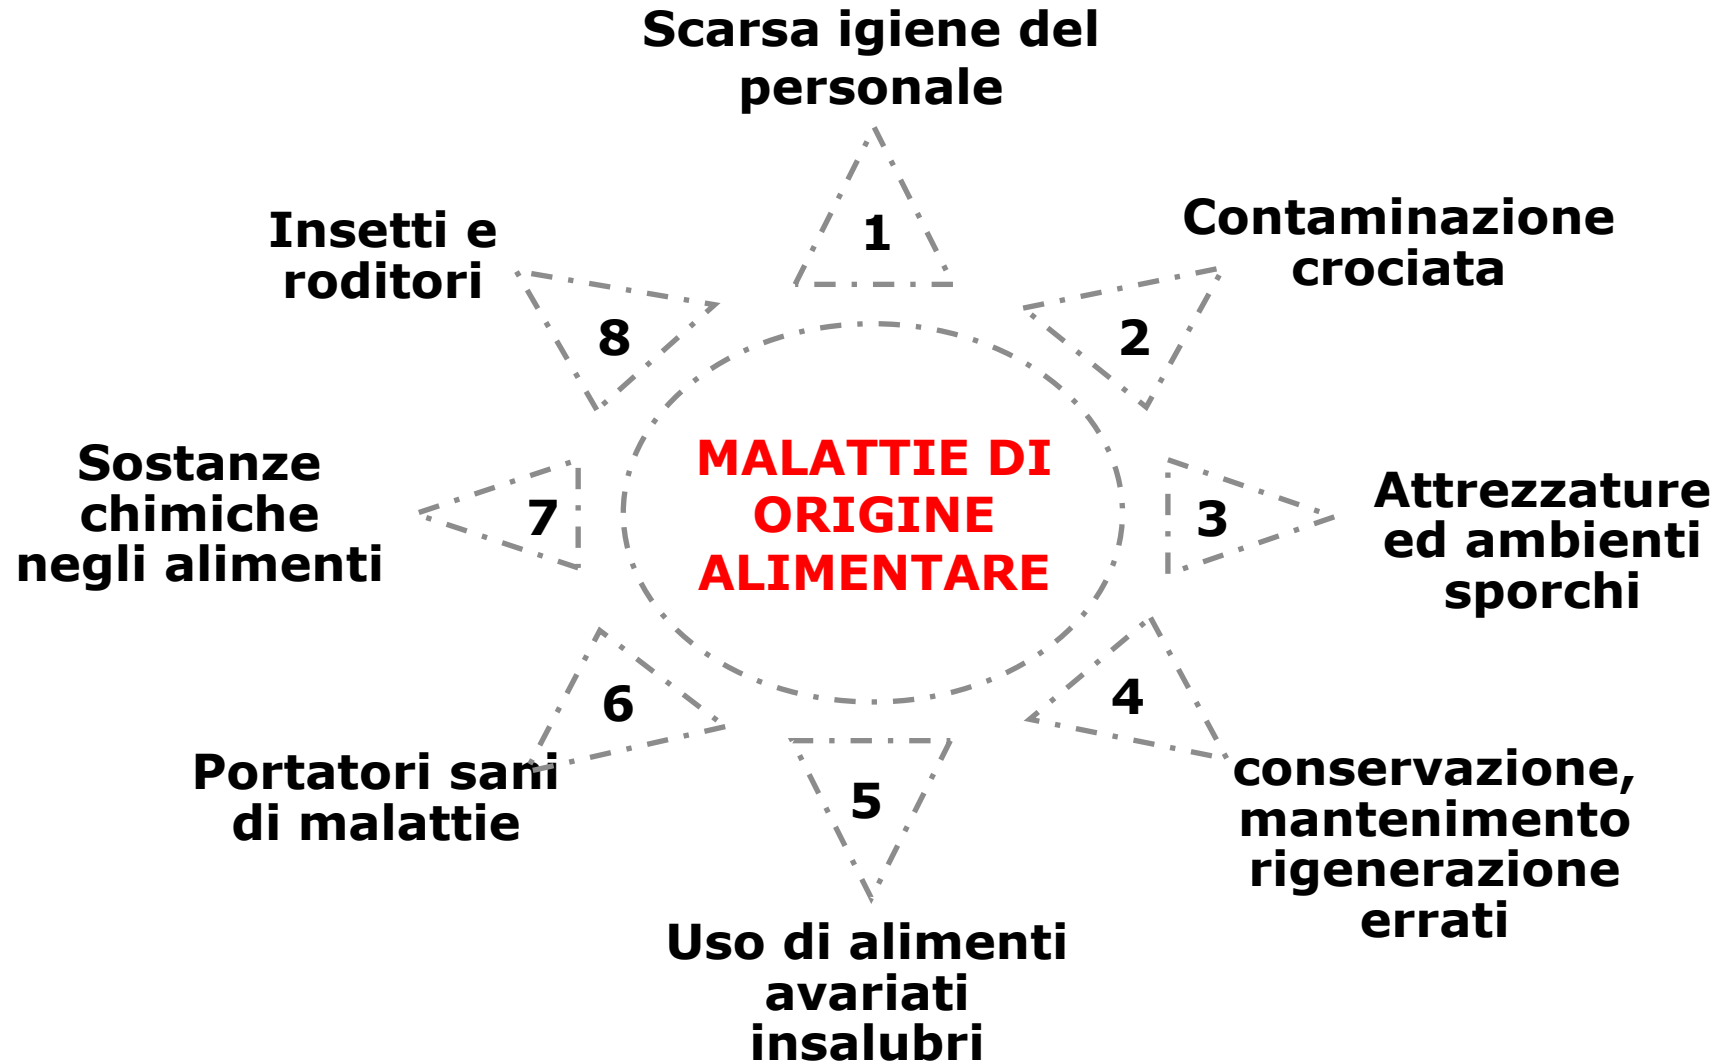 Scarsa igiene del
personale
1
Contaminazione
crociata
2
Attrezzature
ed ambienti
sporchi
3
conservazione,
mantenimento
rigenerazione
errati
4
Uso di alimenti
avariati
insalubri
5
Portatori sani
di malattie
6
Sostanze
chimiche
negli alimenti
7
Insetti e
roditori
8
MALATTIE DI
ORIGINE
ALIMENTARE